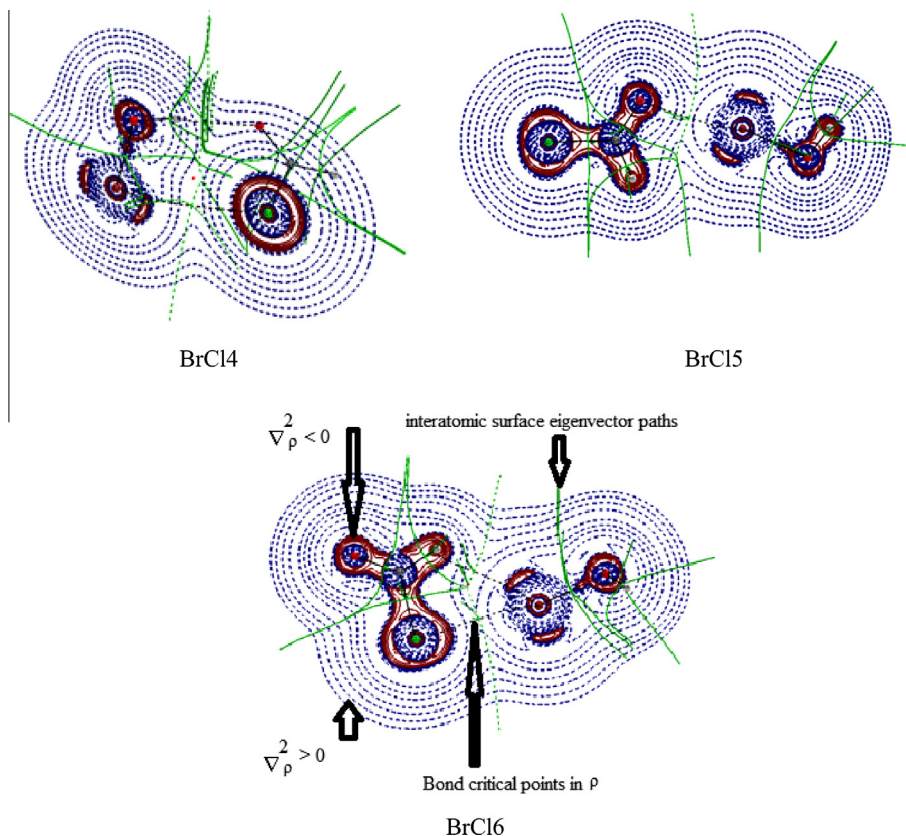 BrCl4
BrCl5
∇²ρ < 0
interatomic surface eigenvector paths
∇²ρ > 0
Bond critical points in ρ
BrCl6